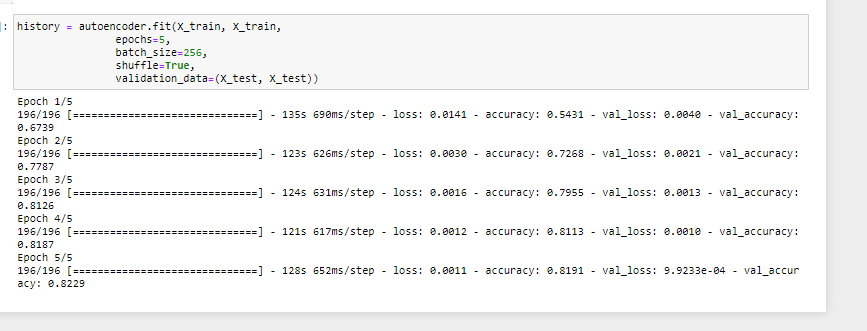 ]: history = autoencoder.fit(X_train, X_train,
epochs=5,
batch_size=256,
shuffle=True,
validation_data=(X_test, X_test))
Epoch 1/5
196/196 [==============================] - 135s 690ms/step - loss: 0.0141 - accuracy: 0.5431 - val_loss: 0.0040 - val_accuracy:
0.6739
Epoch 2/5
196/196 [==============================] - 123s 626ms/step - loss: 0.0030 - accuracy: 0.7268 - val_loss: 0.0021 - val_accuracy:
0.7787
Epoch 3/5
196/196 [==============================] - 124s 631ms/step - loss: 0.0016 - accuracy: 0.7955 - val_loss: 0.0013 - val_accuracy:
0.8126
Epoch 4/5
196/196 [==============================] - 121s 617ms/step - loss: 0.0012 - accuracy: 0.8113 - val_loss: 0.0010 - val_accuracy:
0.8187
Epoch 5/5
196/196 [==============================] - 128s 652ms/step - loss: 0.0011 - accuracy: 0.8191 - val_loss: 9.9233e-04 - val_accur
acy: 0.8229